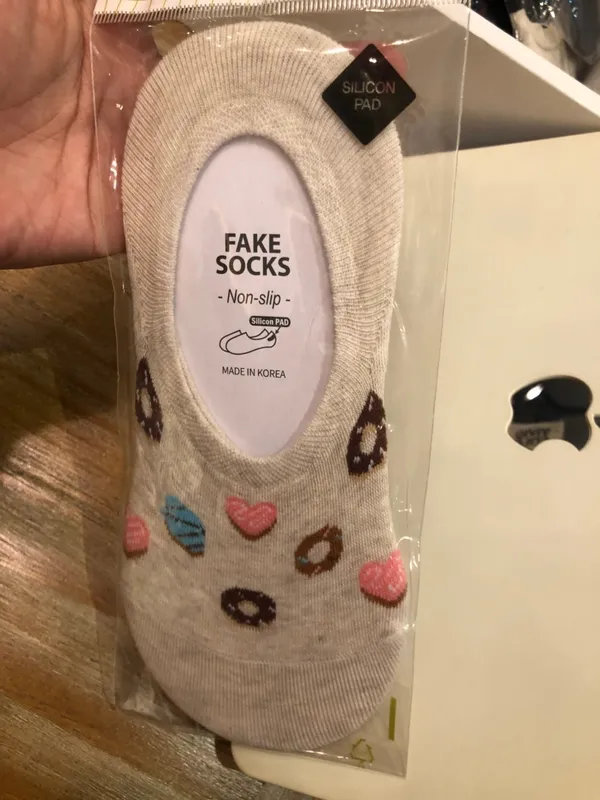 SILICON
PAD
FAKE
SOCKS
- Non-slip -
Silicon PAD
MADE IN KOREA